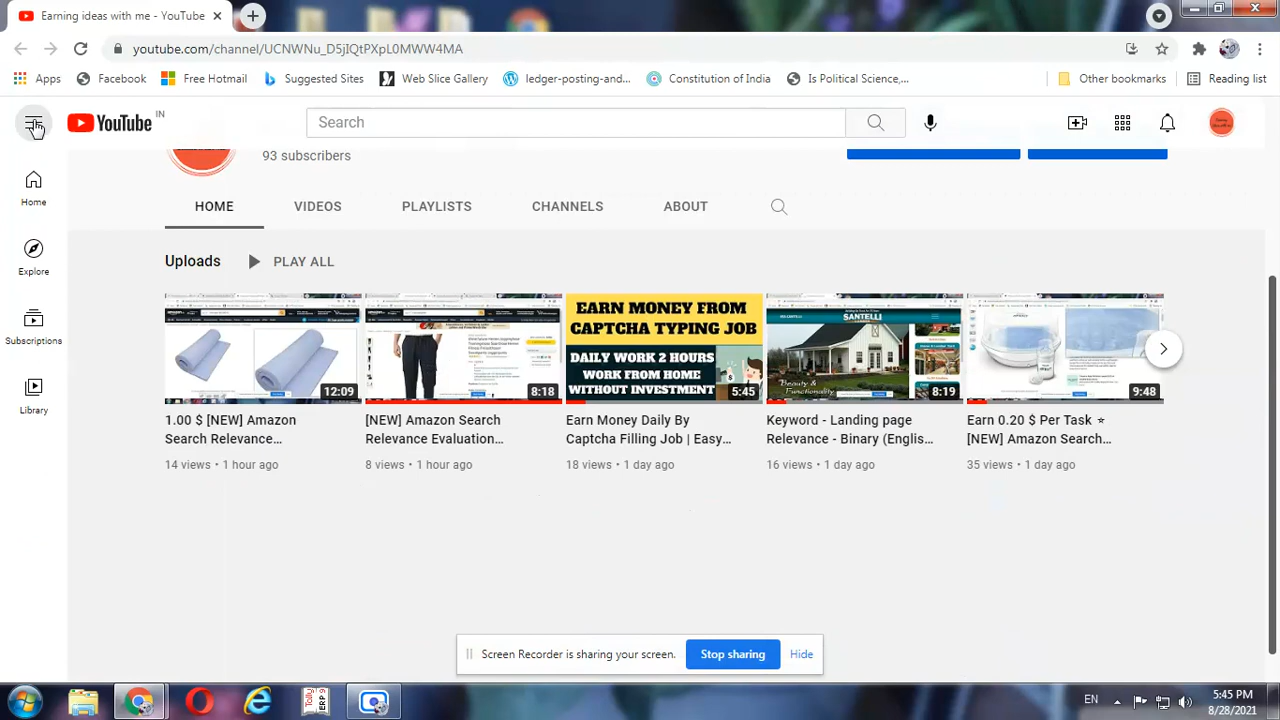 Earning ideas with me - YouTube
youtube.com/channel/UCNWNu_D5jIQtPXpL0MWW4MA
Apps Facebook Free Hotmail Suggested Sites Web Slice Gallery ledger-posting-and... Constitution of India Is Political Science,... Other bookmarks Reading list
YouTube IN
Search
93 subscribers
Home
Explore
Subscriptions
Library
HOME VIDEOS PLAYLISTS CHANNELS ABOUT
Uploads PLAY ALL
12:09
8:18
EARN MONEY FROM
CAPTCHA TYPING JOB
DAILY WORK 2 HOURS
WORK FROM HOME
WITHOUT INVESTMENT
5:45
SANTELLI
Beauty &
Functionality
8:19
9:48
1.00 $ [NEW] Amazon
Search Relevance...
14 views • 1 hour ago
[NEW] Amazon Search
Relevance Evaluation...
8 views • 1 hour ago
Earn Money Daily By
Captcha Filling Job | Easy...
18 views • 1 day ago
Keyword - Landing page
Relevance - Binary (Englis...
16 views • 1 day ago
Earn 0.20 $ Per Task ⭐
[NEW] Amazon Search...
35 views • 1 day ago
Screen Recorder is sharing your screen. Stop sharing Hide
EN
5:45 PM
8/28/2021